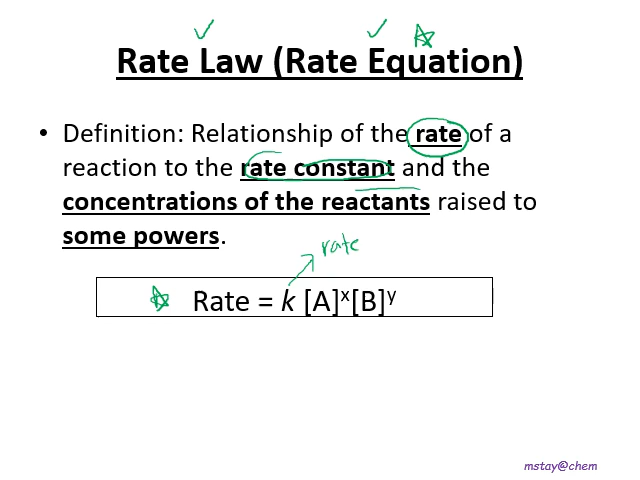 Rate Law (Rate Equation)
• Definition: Relationship of the rate of a
reaction to the rate constant and the
concentrations of the reactants raised to
some powers.
rate
Rate = k [A]ˣ[B]ʸ
mstay@chem